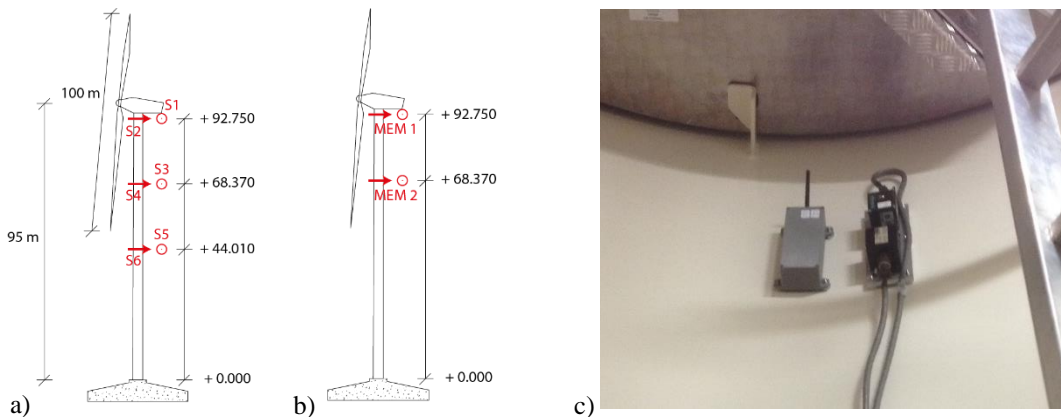 100 m
95 m
S1
S2
+ 92.750
S3
S4
+ 68.370
S5
S6
+ 44.010
+ 0.000
a)
MEM 1
+ 92.750
MEM 2
+ 68.370
+ 0.000
b)
c)